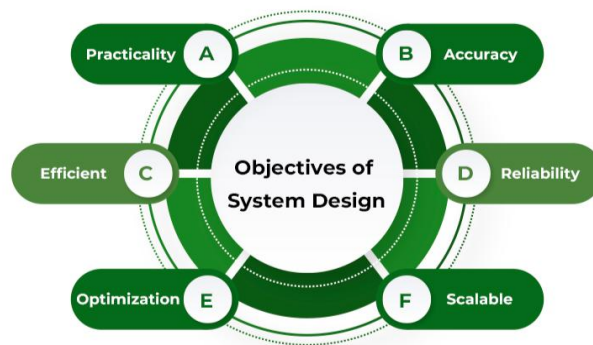 Practicality A
B Accuracy
Efficient C
Objectives of
System Design
D Reliability
Optimization E
F Scalable